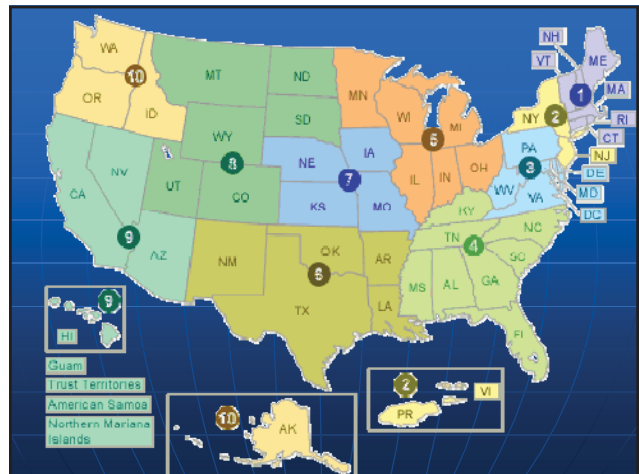 NH
VT
ME
WA
10
MT
ND
MN
1
MA
OR
ID
WI
NY
2
RI
SD
MI
CT
WY
5
PA
NJ
8
NE
IA
3
DE
NV
IL
IN
OH
WV
MD
UT
CO
7
VA
DC
CA
KS
MO
KY
9
TN
NC
4
AZ
NM
OK
AR
SC
6
MS
AL
GA
TX
LA
9
FL
HI
Guam
Trust Territories
American Samoa
Northern Mariana
Islands
2
VI
PR
10
AK